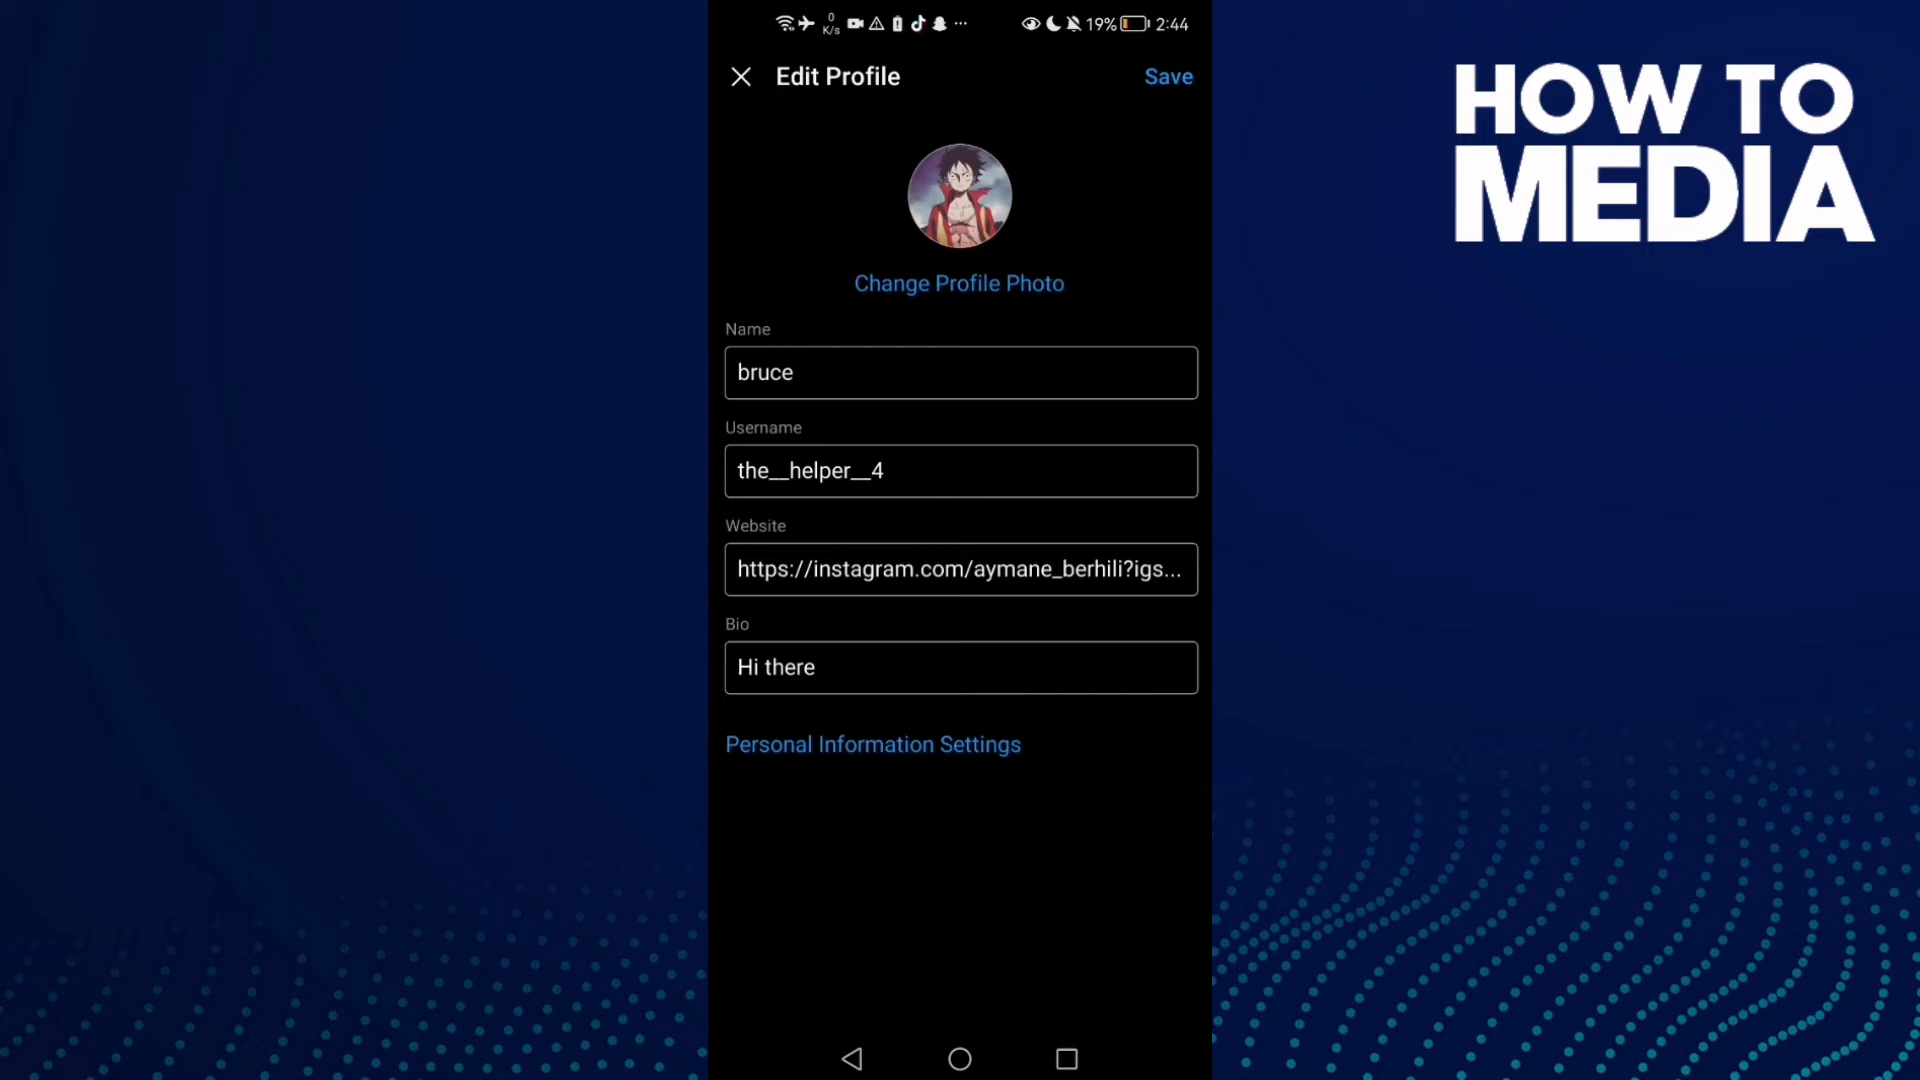 0
K/s
19%
2:44
Edit Profile
Save
HOW TO
MEDIA
Change Profile Photo
Name
bruce
Username
the__helper__4
Website
https://instagram.com/aymane_berhili?igs...
Bio
Hi there
Personal Information Settings